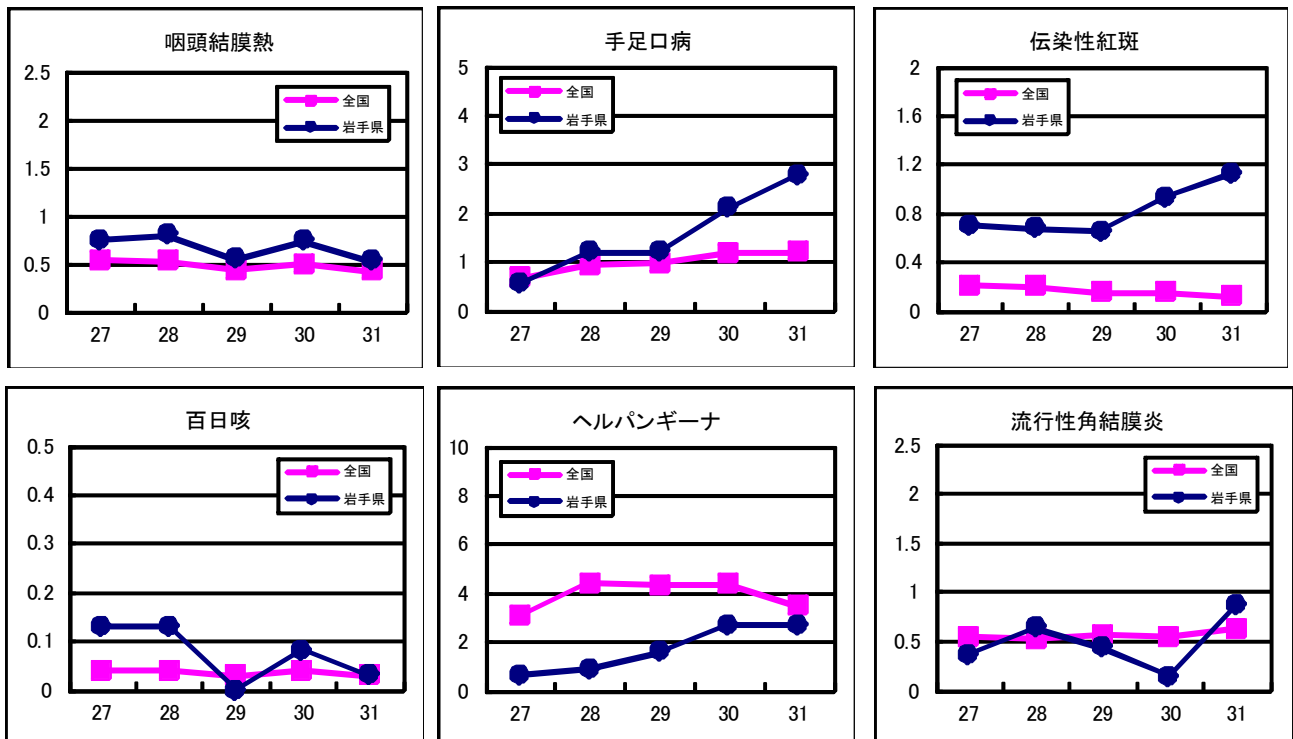 咽頭結膜熱
2.5
2
1.5
1
0.5
0
全国
岩手県
27 28 29 30 31
手足口病
5
4
3
2
1
0
全国
岩手県
27 28 29 30 31
伝染性紅斑
2
1.6
1.2
0.8
0.4
0
全国
岩手県
27 28 29 30 31
百日咳
0.5
0.4
0.3
0.2
0.1
0
全国
岩手県
27 28 29 30 31
ヘルパンギーナ
10
8
6
4
2
0
全国
岩手県
27 28 29 30 31
流行性角結膜炎
2.5
2
1.5
1
0.5
0
全国
岩手県
27 28 29 30 31